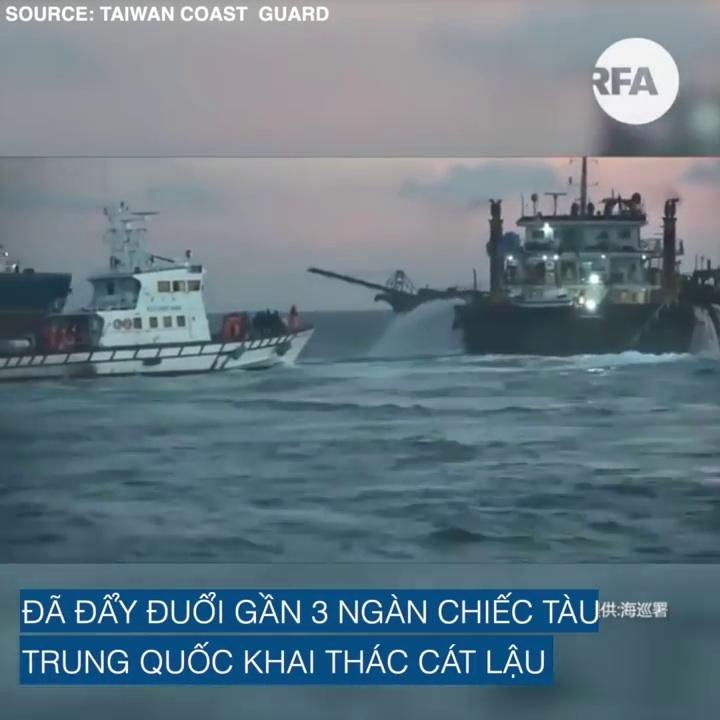 SOURCE: TAIWAN COAST GUARD
RFA
ĐÃ ĐẨY ĐUỔI GẦN 3 NGÀN CHIẾC TÀU
供:海巡署
TRUNG QUỐC KHAI THÁC CÁT LẬU